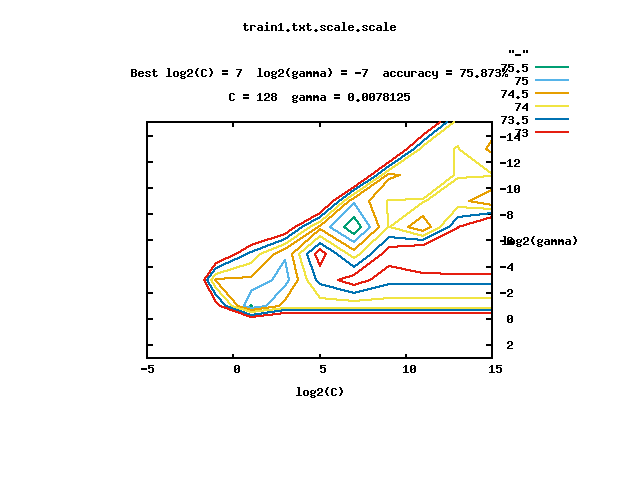 train1.txt.scale.scale
"-"
Best log2(C) = 7 log2(gamma) = -7 accuracy = 75.873%
75.5
75
C = 128 gamma = 0.0078125
74.5
74
73.5
73
-14
-12
-10
-8
-6
log2(gamma)
-4
-2
0
2
-5 0 5 10 15
log2(C)